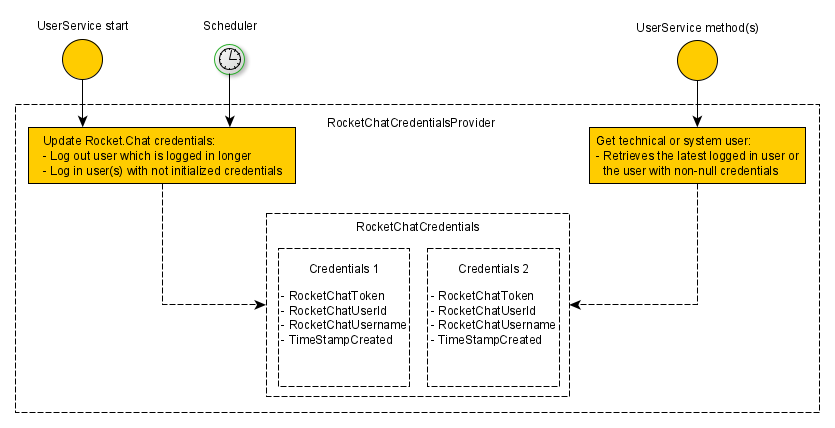 UserService start
Scheduler
UserService method(s)
RocketChatCredentialsProvider
Update Rocket.Chat credentials:
- Log out user which is logged in longer
- Log in user(s) with not initialized credentials
Get technical or system user:
- Retrieves the latest logged in user or
the user with non-null credentials
RocketChatCredentials
Credentials 1
- RocketChatToken
- RocketChatUserId
- RocketChatUsername
- TimeStampCreated
Credentials 2
- RocketChatToken
- RocketChatUserId
- RocketChatUsername
- TimeStampCreated